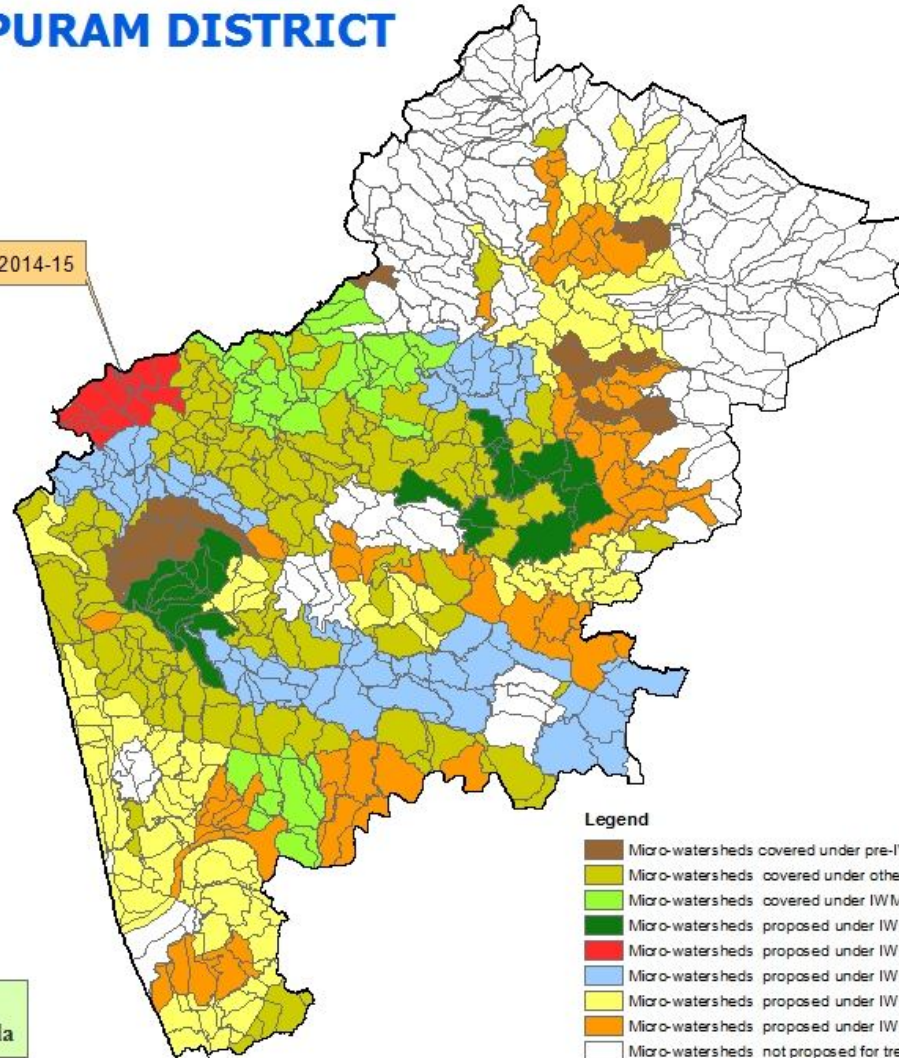 PURAM DISTRICT
2014-15
Legend
Micro-watersheds covered under pre-I
Micro-watersheds covered under othe
Micro-watersheds covered under IWM
Micro-watersheds proposed under IW
Micro-watersheds proposed under IW
Micro-watersheds proposed under IW
Micro-watersheds proposed under IW
Micro-watersheds proposed under IW
Micro-watersheds not proposed for tre
la